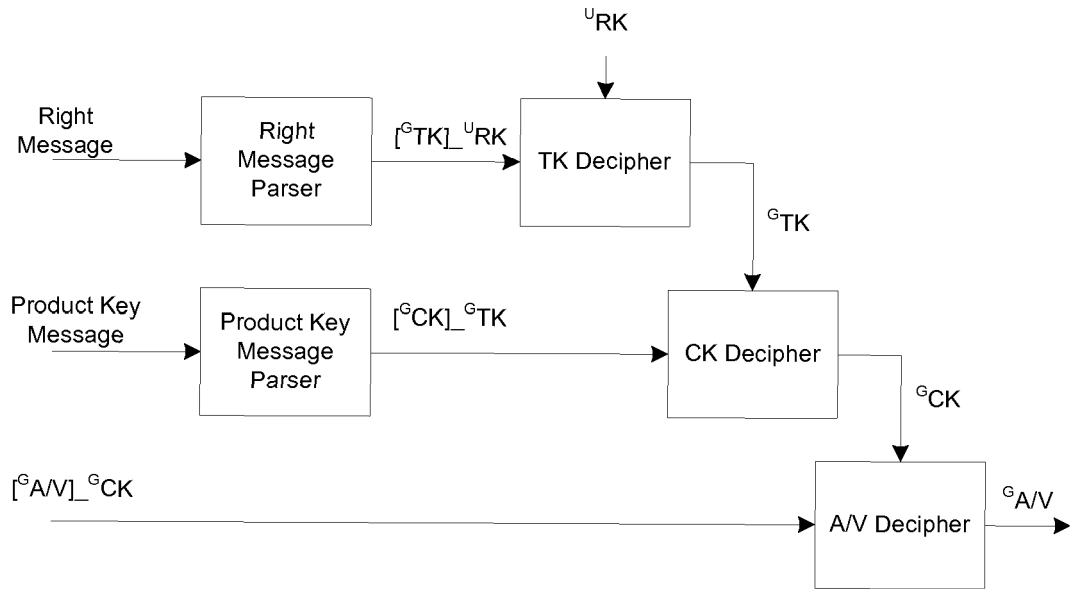 ᵁRK
Right
Message
Right
Message
Parser
[ᴳTK]_ᵁRK
TK Decipher
ᴳTK
Product Key
Message
Product Key
Message
Parser
[ᴳCK]_ᴳTK
CK Decipher
ᴳCK
[ᴳA/V]_ᴳCK
A/V Decipher
ᴳA/V